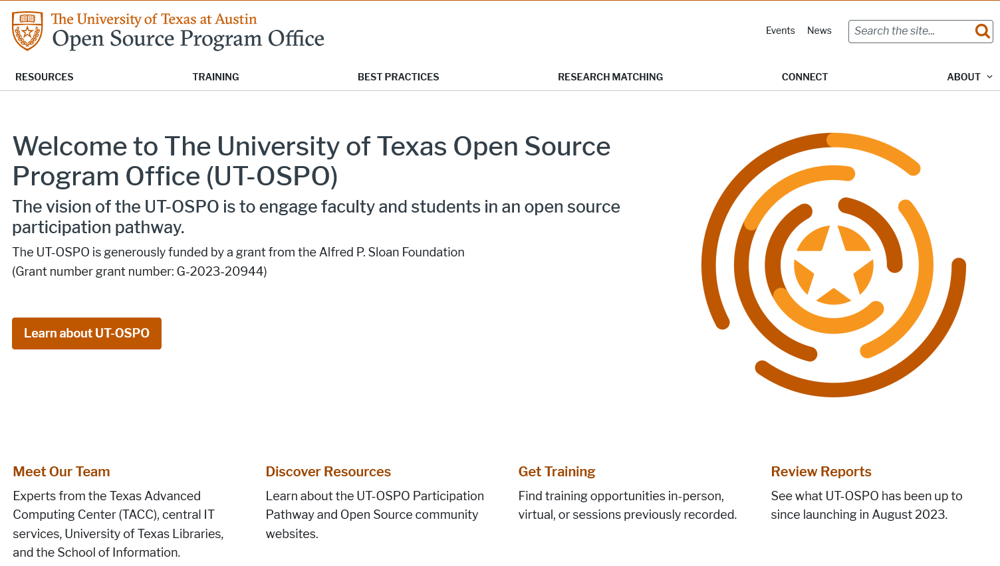 The University of Texas at Austin
Open Source Program Office
Events
News
Search the site...
RESOURCES
TRAINING
BEST PRACTICES
RESEARCH MATCHING
CONNECT
ABOUT
Welcome to The University of Texas Open Source
Program Office (UT-OSPO)
The vision of the UT-OSPO is to engage faculty and students in an open source
participation pathway.
The UT-OSPO is generously funded by a grant from the Alfred P. Sloan Foundation
(Grant number grant number: G-2023-20944)
Learn about UT-OSPO
Meet Our Team
Experts from the Texas Advanced
Computing Center (TACC), central IT
services, University of Texas Libraries,
and the School of Information.
Discover Resources
Learn about the UT-OSPO Participation
Pathway and Open Source community
websites.
Get Training
Find training opportunities in-person,
virtual, or sessions previously recorded.
Review Reports
See what UT-OSPO has been up to
since launching in August 2023.